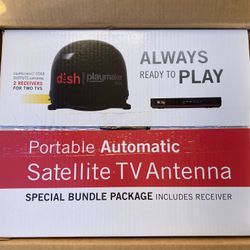 2 RECEIVERS
FOR TWO TVS
dish playmaker
ALWAYS
READY TO PLAY
Portable Automatic
Satellite TV Antenna
SPECIAL BUNDLE PACKAGE INCLUDES RECEIVER